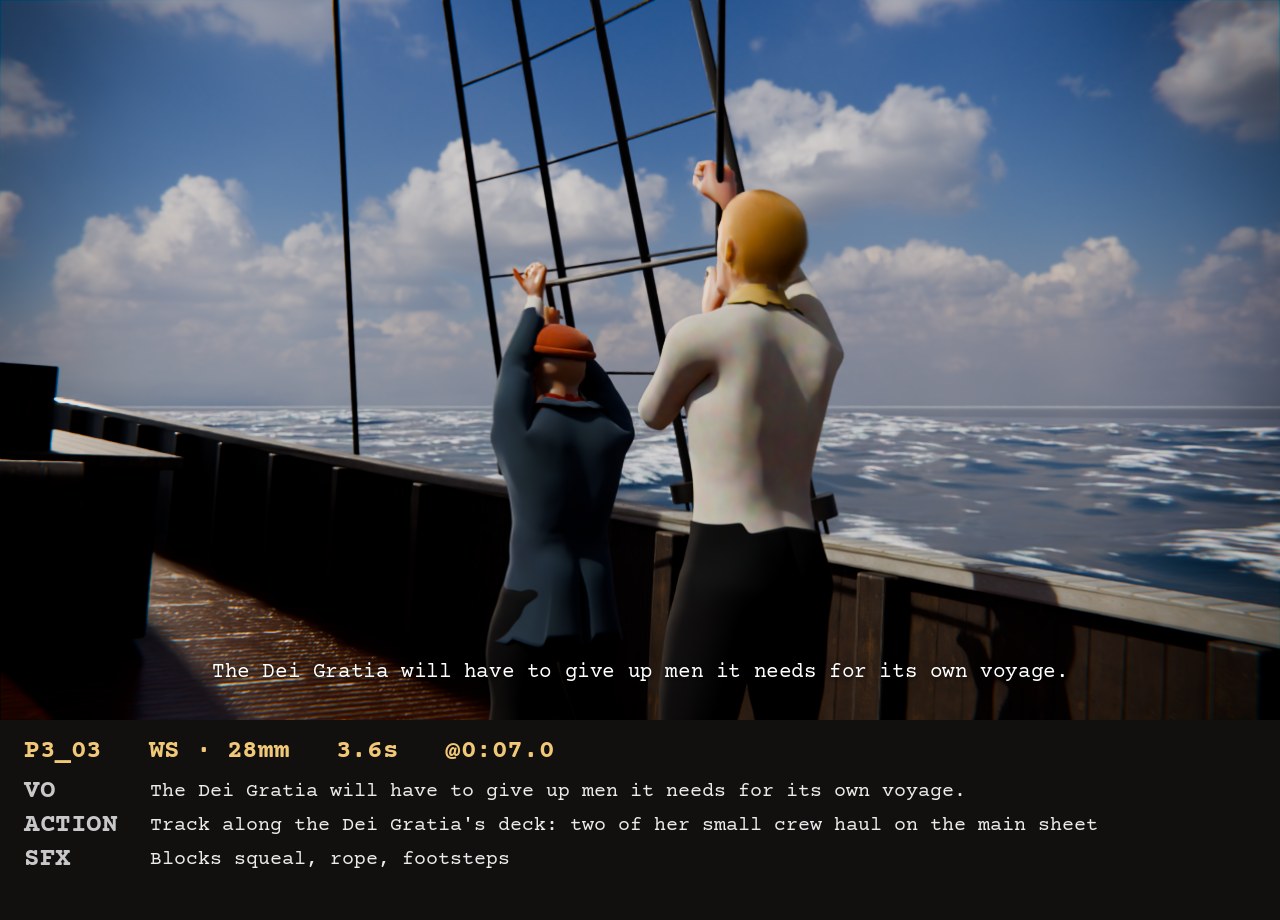 The Dei Gratia will have to give up men it needs for its own voyage.
P3_03 WS · 28mm 3.6s @0:07.0
VO The Dei Gratia will have to give up men it needs for its own voyage.
ACTION Track along the Dei Gratia's deck: two of her small crew haul on the main sheet
SFX Blocks squeal, rope, footsteps